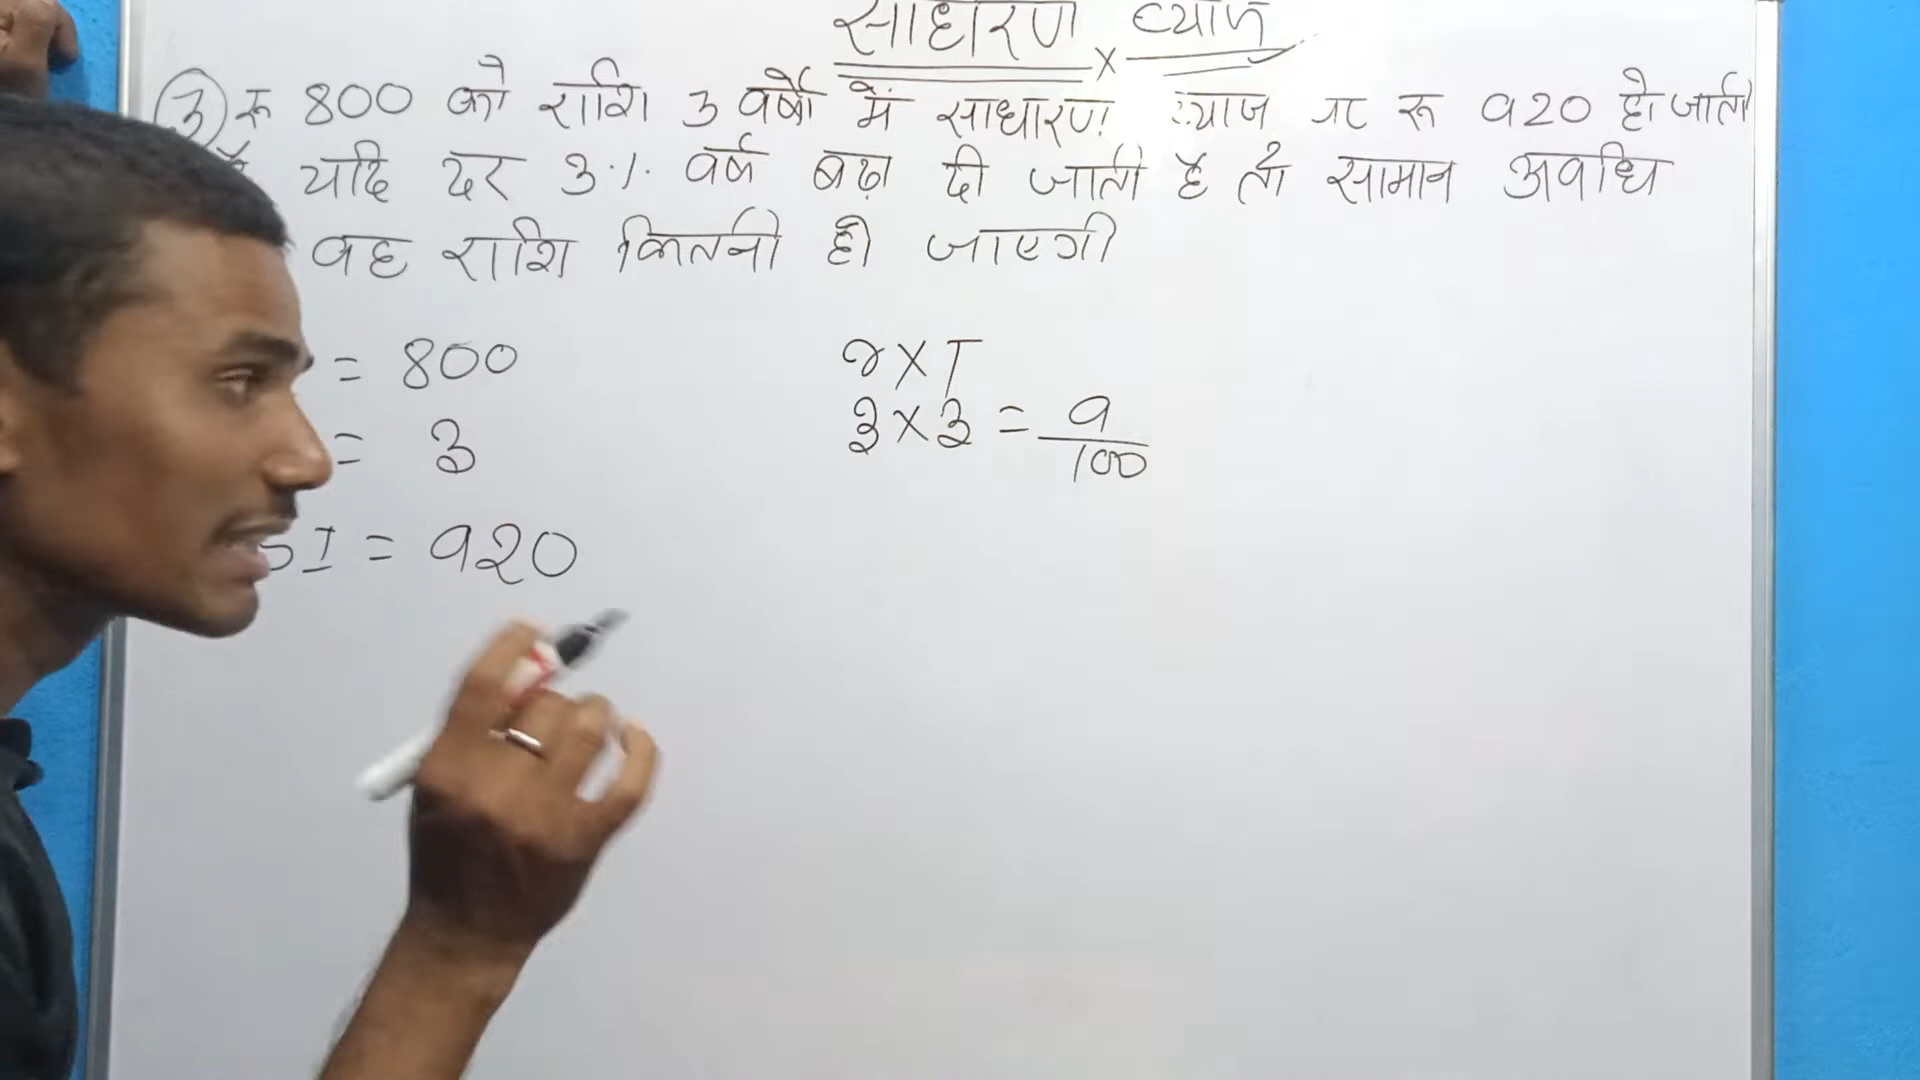 साधारण × ब्याज
③ रू 800 की राशि 3 वर्षो में साधारण ब्याज पर रू 920 हो जाती
है यदि दर 3% वर्ष बढ़ा दी जाती है तो सामान अवधि
वह राशि कितनी हो जाएगी
= 800
= 3
SI = 920
r×T
3×3 = 9/100